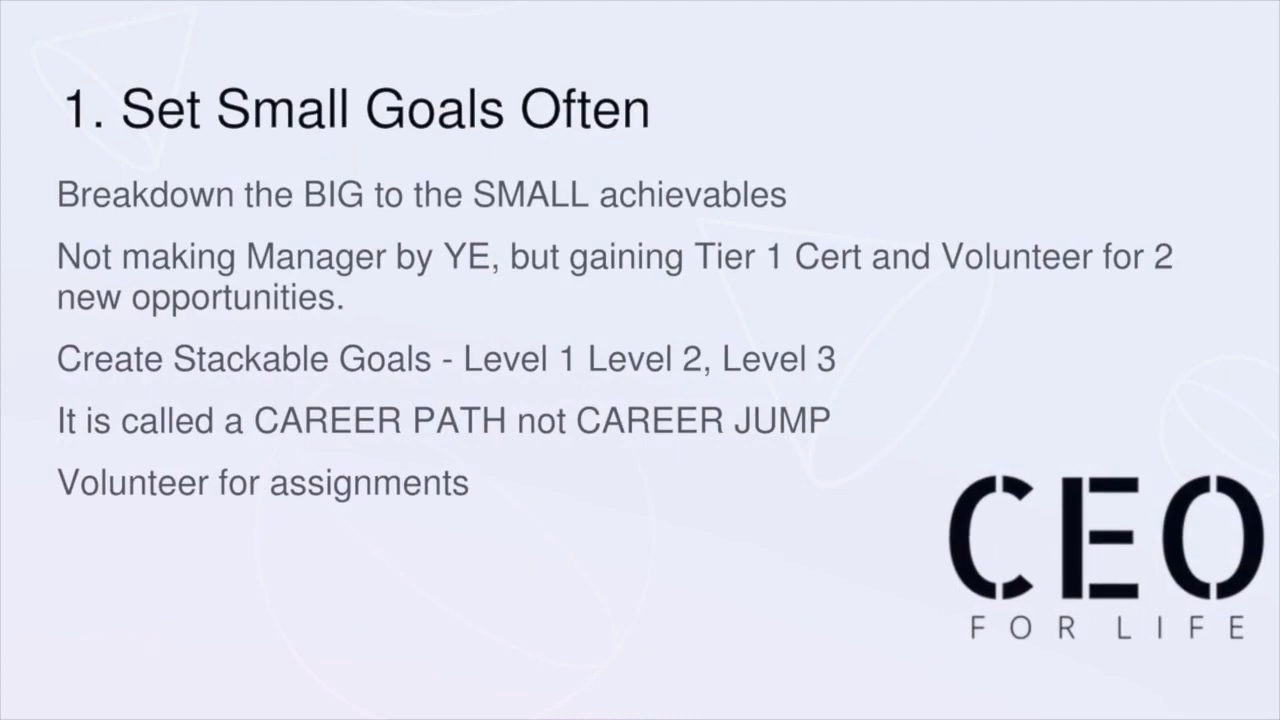 1. Set Small Goals Often
Breakdown the BIG to the SMALL achievables
Not making Manager by YE, but gaining Tier 1 Cert and Volunteer for 2
new opportunities.
Create Stackable Goals - Level 1 Level 2, Level 3
It is called a CAREER PATH not CAREER JUMP
Volunteer for assignments
CEO
FOR LIFE